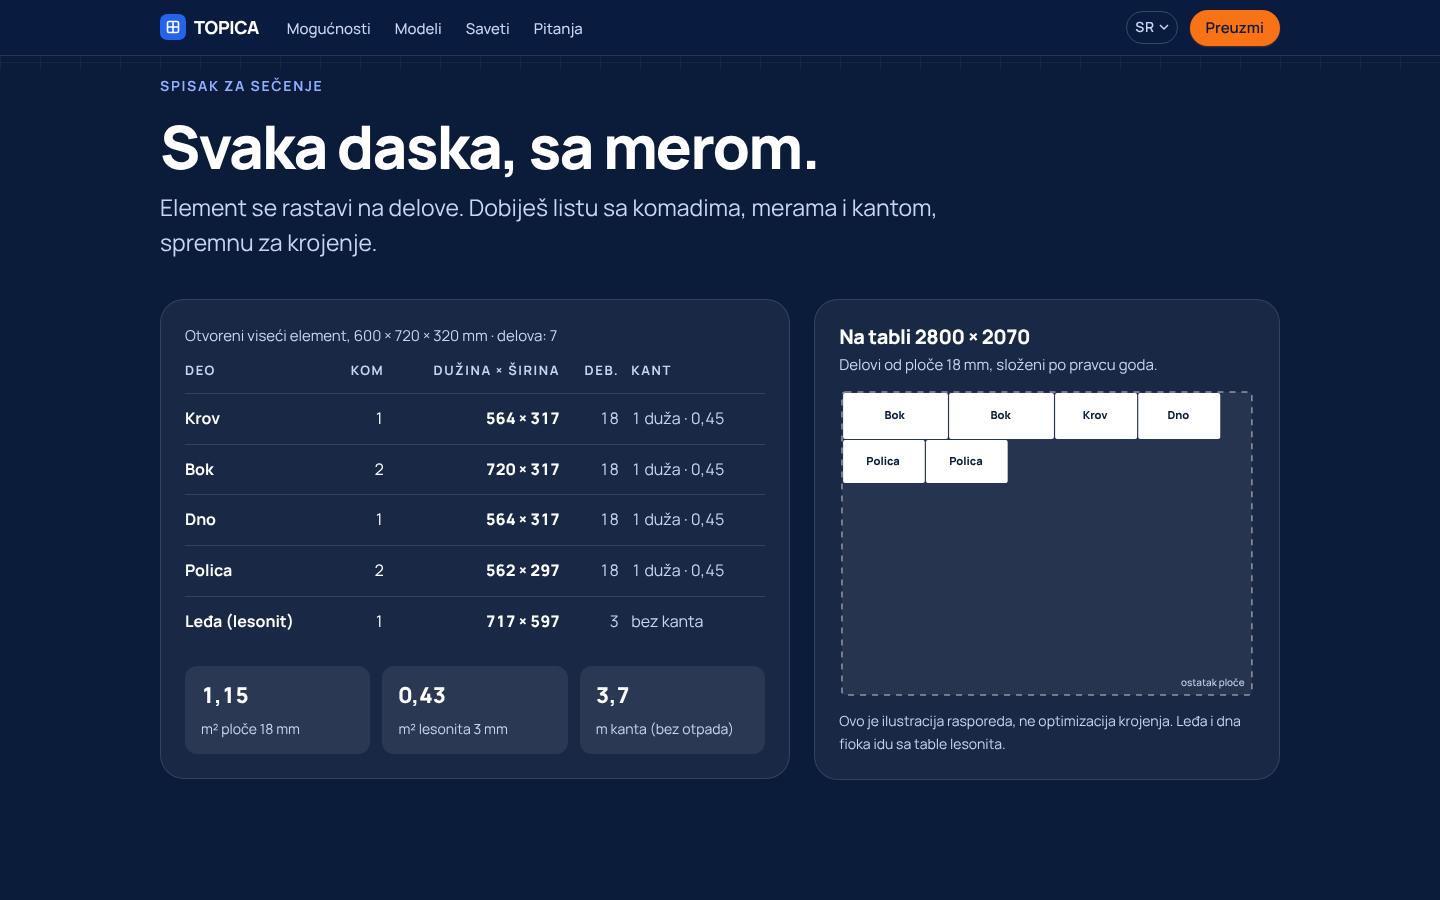 TOPICA Mogućnosti Modeli Saveti Pitanja SR Preuzmi
SPISAK ZA SEČENJE
Svaka daska, sa merom.
Element se rastavi na delove. Dobiješ listu sa komadima, merama i kantom,
spremnu za krojenje.
Otvoreni viseći element, 600 × 720 × 320 mm · delova: 7
DEO KOM DUŽINA × ŠIRINA DEB. KANT
Krov 1 564 × 317 18 1 duža · 0,45
Bok 2 720 × 317 18 1 duža · 0,45
Dno 1 564 × 317 18 1 duža · 0,45
Polica 2 562 × 297 18 1 duža · 0,45
Leđa (lesonit) 1 717 × 597 3 bez kanta
1,15
m² ploče 18 mm
0,43
m² lesonita 3 mm
3,7
m kanta (bez otpada)
Na tabli 2800 × 2070
Delovi od ploče 18 mm, složeni po pravcu goda.
Bok Bok Krov Dno
Polica Polica
ostatak ploče
Ovo je ilustracija rasporeda, ne optimizacija krojenja. Leđa i dna
fioka idu sa table lesonita.